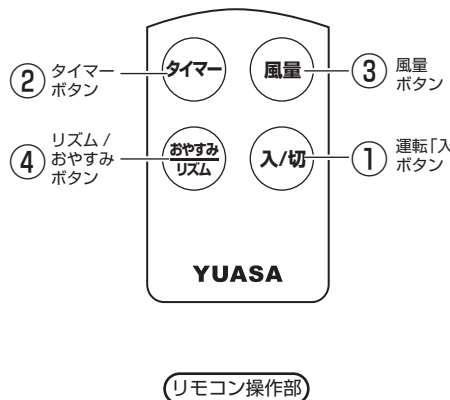 ② タイマー
ボタン
タイマー
風量
③ 風量
ボタン
④ リズム /
おやすみ
ボタン
おやすみ
リズム
入/切
① 運転「入
ボタン
YUASA
リモコン操作部